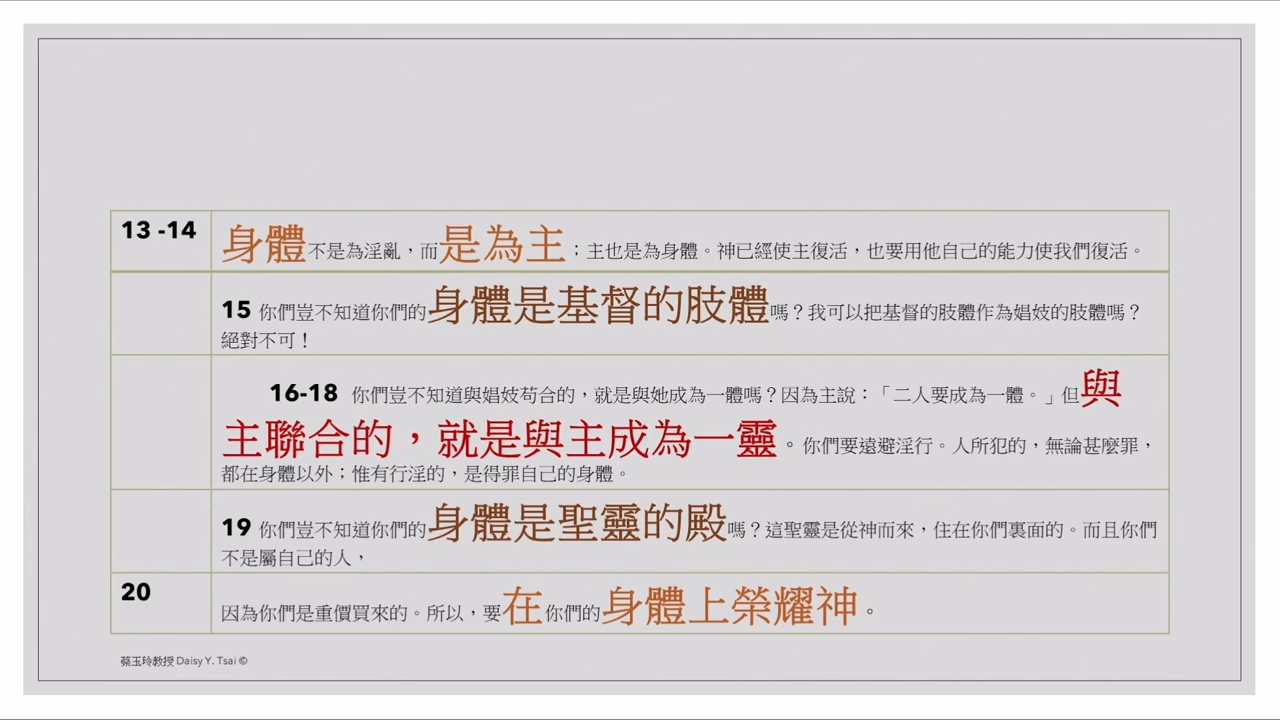 13 -14 身體不是為淫亂，而是為主；主也是為身體。神已經使主復活，也要用他自己的能力使我們復活。
15 你們豈不知道你們的身體是基督的肢體嗎？我可以把基督的肢體作為娼妓的肢體嗎？
絕對不可！
16-18 你們豈不知道與娼妓苟合的，就是與她成為一體嗎？因為主說：「二人要成為一體。」但與
主聯合的，就是與主成為一靈。你們要遠避淫行。人所犯的，無論甚麼罪，
都在身體以外；惟有行淫的，是得罪自己的身體。
19 你們豈不知道你們的身體是聖靈的殿嗎？這聖靈是從神而來，住在你們裏面的。而且你們
不是屬自己的人，
20 因為你們是重價買來的。所以，要在你們的身體上榮耀神。
蔡玉玲教授 Daisy Y. Tsai ©